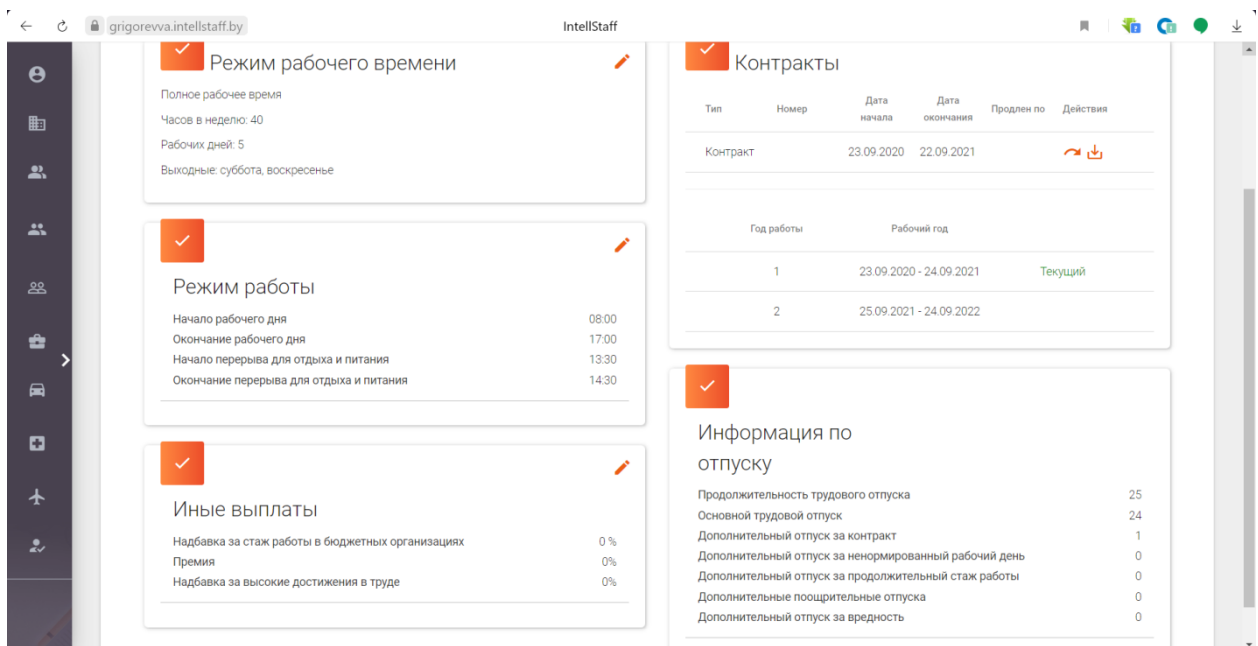 grigorevva.intellstaff.by
IntellStaff
Режим рабочего времени
Полное рабочее время
Часов в неделю: 40
Рабочих дней: 5
Выходные: суббота, воскресенье
Режим работы
Начало рабочего дня 08:00
Окончание рабочего дня 17:00
Начало перерыва для отдыха и питания 13:30
Окончание перерыва для отдыха и питания 14:30
Иные выплаты
Надбавка за стаж работы в бюджетных организациях 0 %
Премия 0%
Надбавка за высокие достижения в труде 0%
Контракты
Тип Номер Дата начала Дата окончания Продлен по Действия
Контракт 23.09.2020 22.09.2021
Год работы Рабочий год
1 23.09.2020 - 24.09.2021 Текущий
2 25.09.2021 - 24.09.2022
Информация по
отпуску
Продолжительность трудового отпуска 25
Основной трудовой отпуск 24
Дополнительный отпуск за контракт 1
Дополнительный отпуск за ненормированный рабочий день 0
Дополнительный отпуск за продолжительный стаж работы 0
Дополнительные поощрительные отпуска 0
Дополнительный отпуск за вредность 0